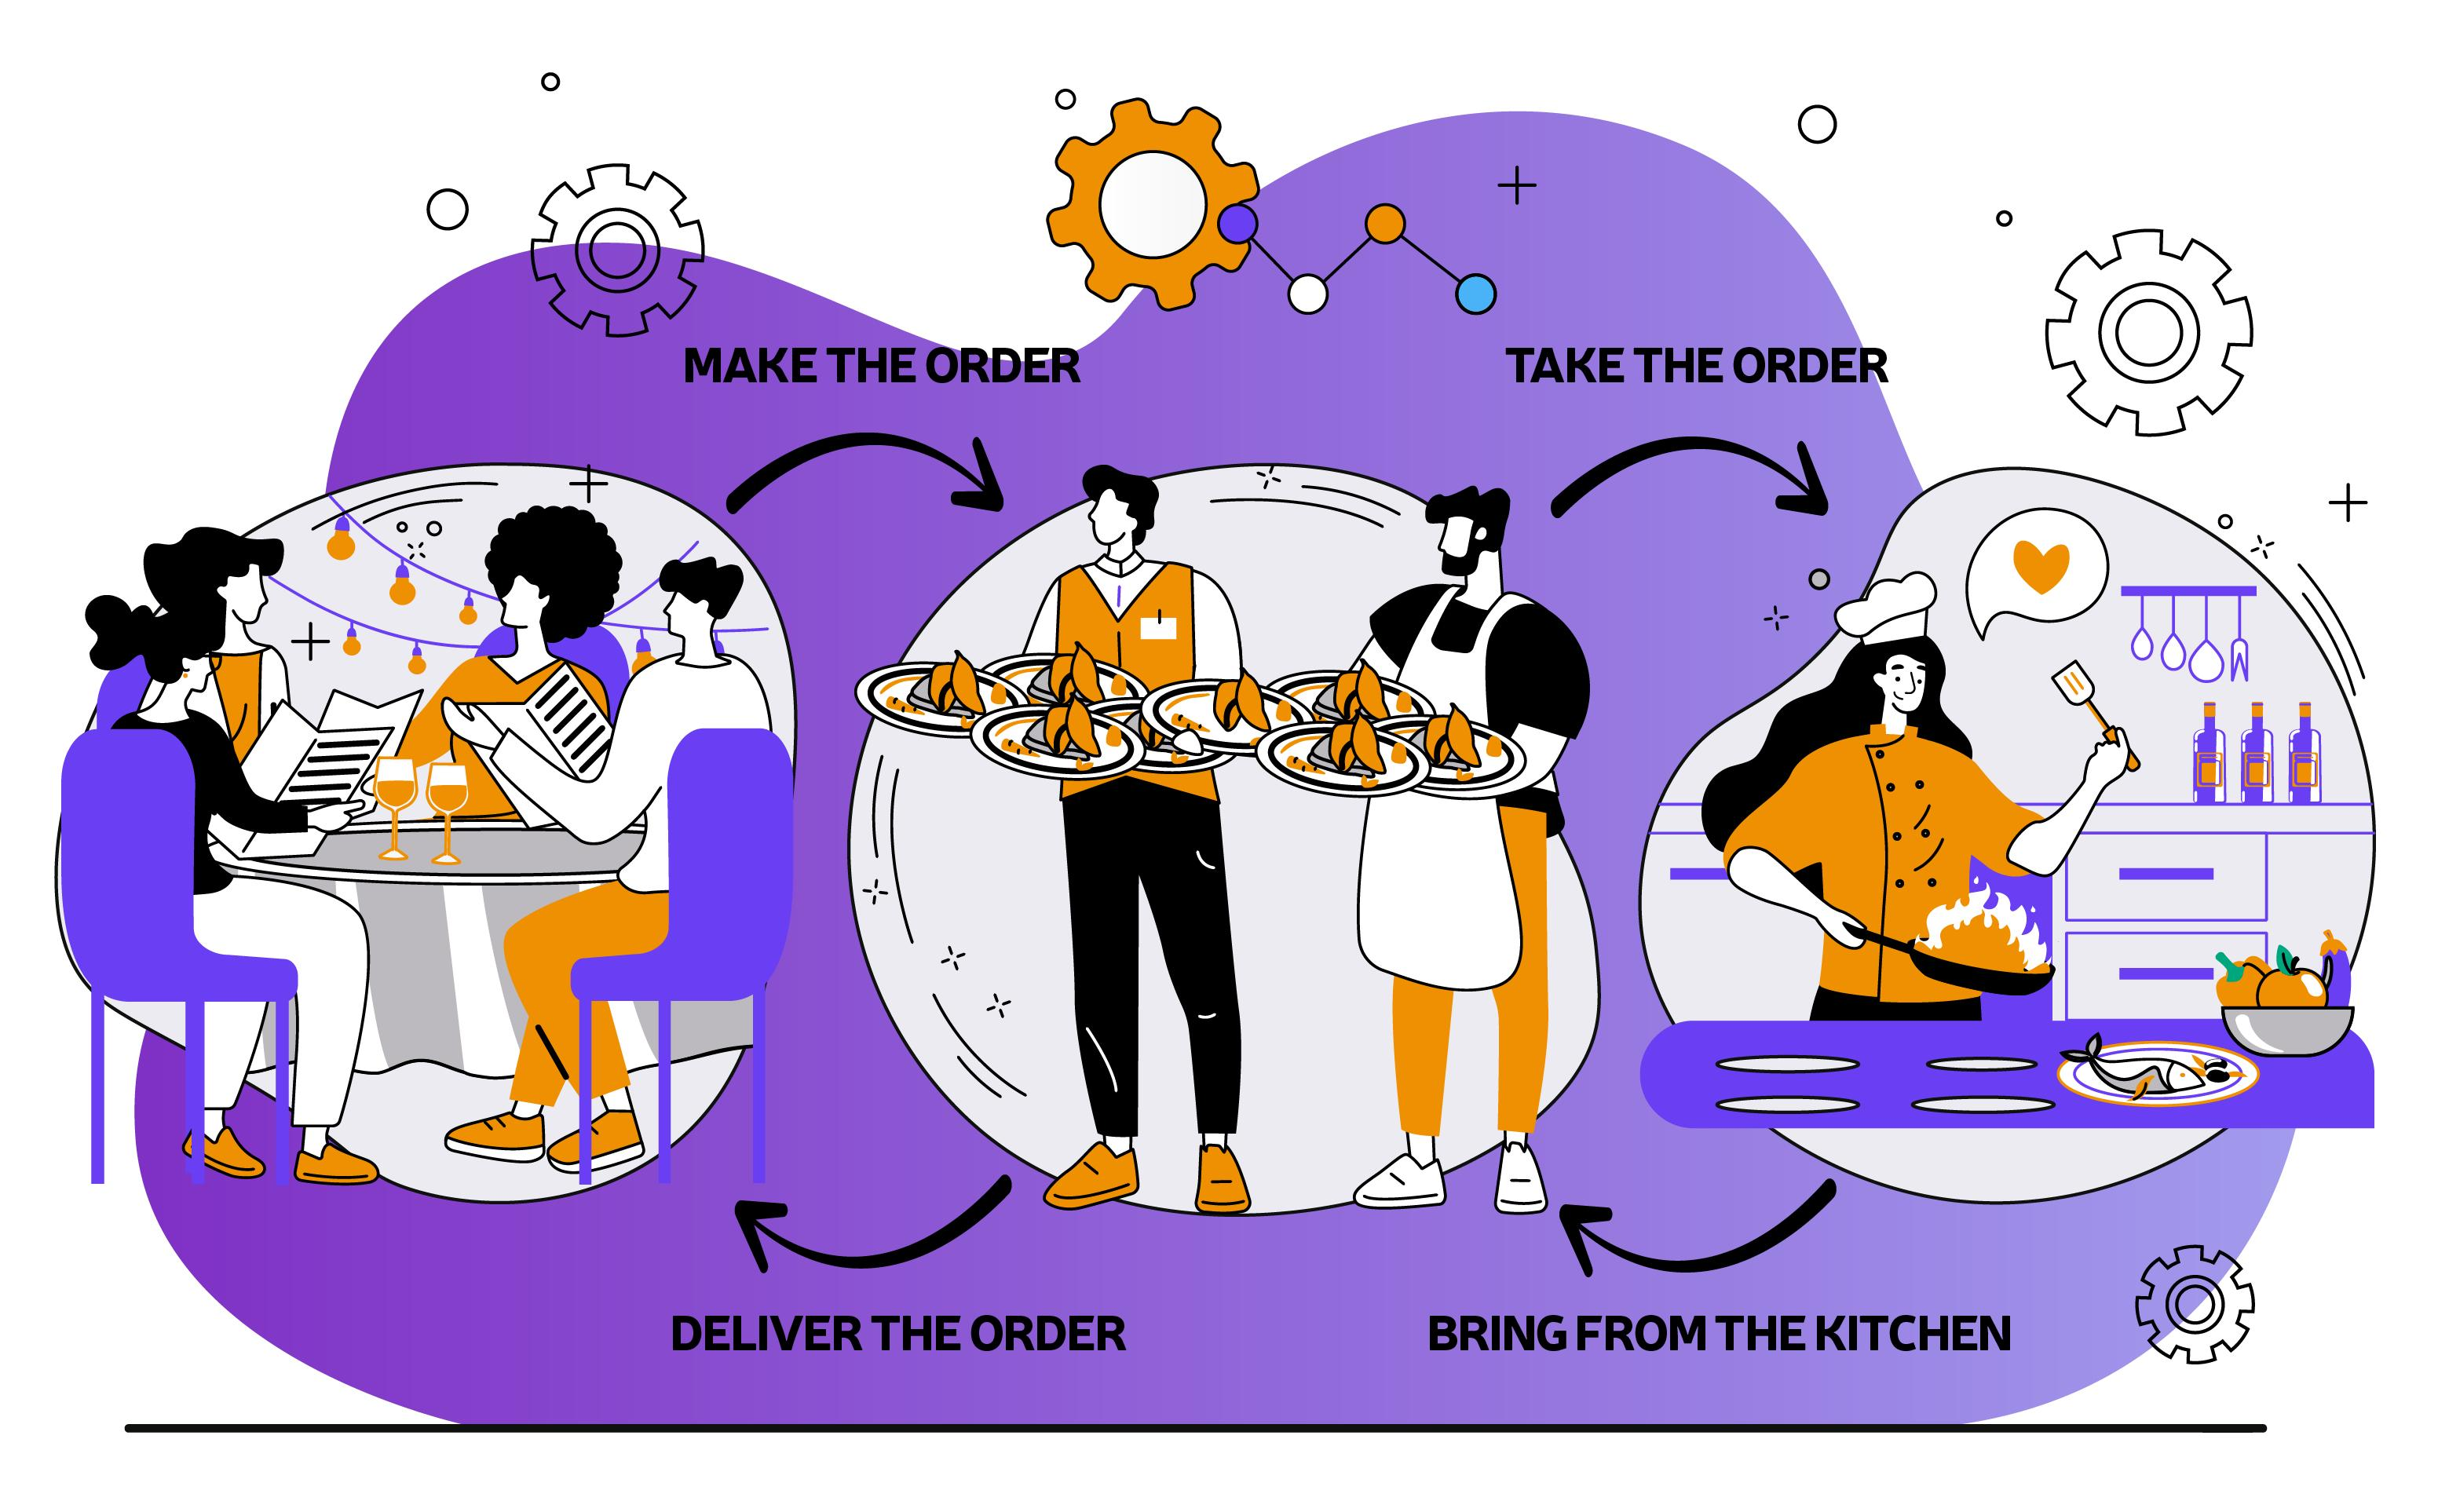 MAKE THE ORDER
TAKE THE ORDER
DELIVER THE ORDER
BRING FROM THE KITCHEN